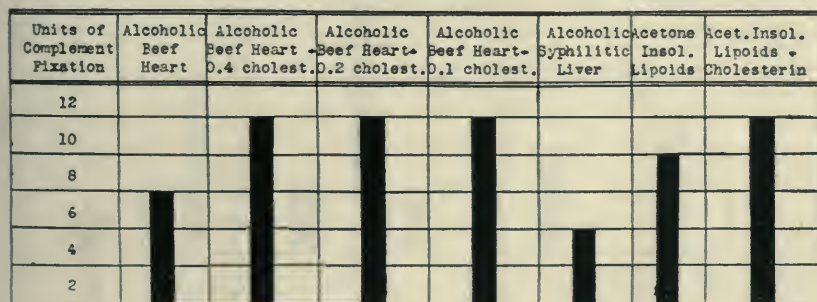 Units of Complement Fixation
Alcoholic Beef Heart
Alcoholic Beef Heart + 0.4 cholest.
Alcoholic Beef Heart+ 0.2 cholest.
Alcoholic Beef Heart+ 0.1 cholest.
Alcoholic Syphilitic Liver
Acetone Insol. Lipoids
Acet.Insol. Lipoids + Cholesterin
12
10
8
6
4
2